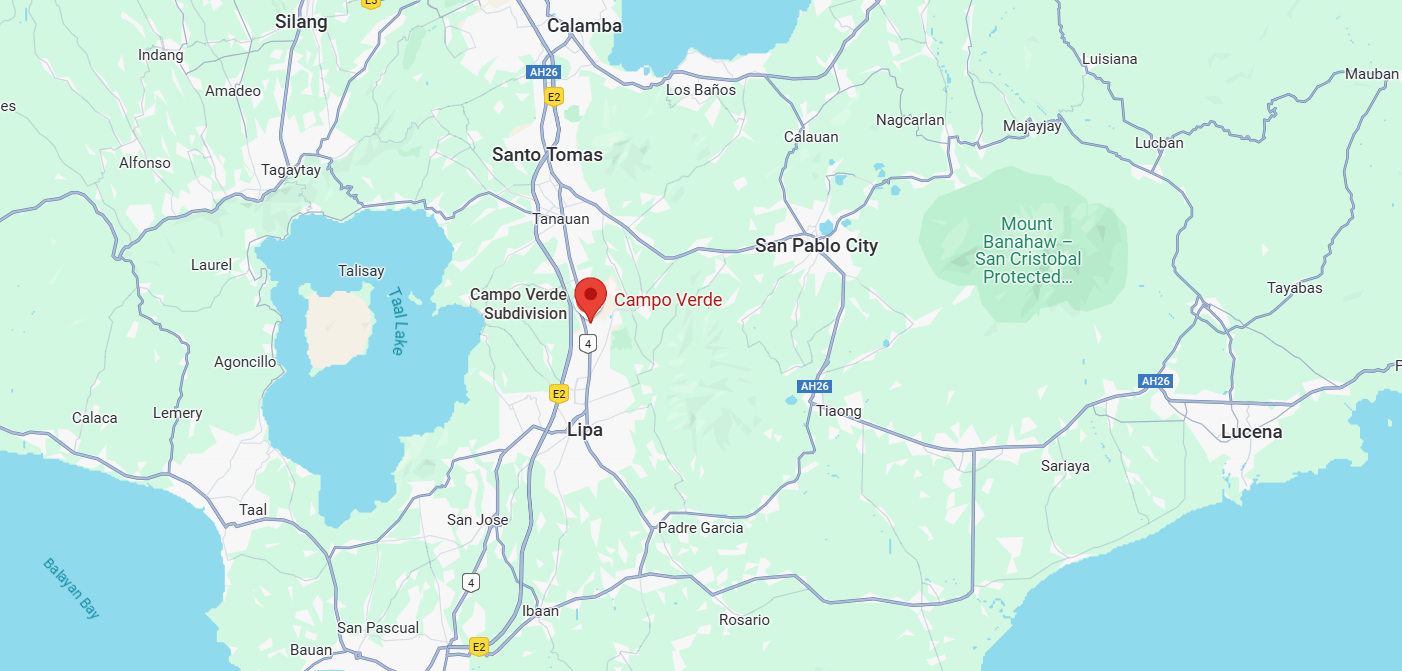 E3
Silang
Calamba
Indang
Luisiana
AH26
Mauban
Amadeo
Los Baños
E2
es
Nagcarlan
Calauan
Majayjay
Lucban
Santo Tomas
Alfonso
Tagaytay
Tanauan
Mount
Banahaw –
San Cristobal
Protected...
San Pablo City
Laurel
Talisay
Taal Lake
Campo Verde
Subdivision
Campo Verde
Tayabas
4
Agoncillo
AH26
AH26
E2
Calaca
Lemery
Tiaong
Lipa
Lucena
Sariaya
Taal
San Jose
Padre Garcia
Balayan Bay
4
Ibaan
Rosario
San Pascual
Bauan
E2